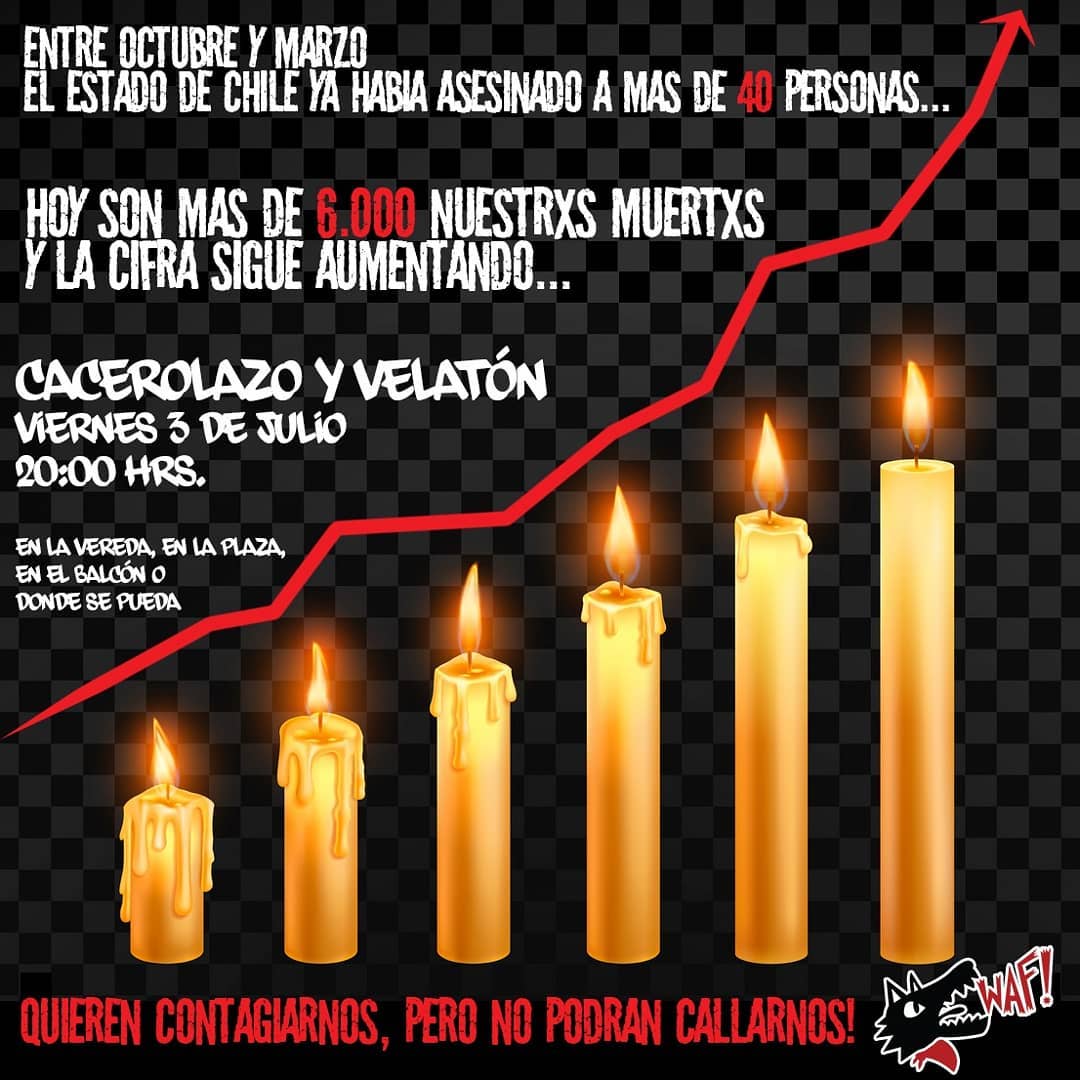 ENTRE OCTUBRE Y MARZO
EL ESTADO DE CHILE YA HABIA ASESINADO A MAS DE 40 PERSONAS...
HOY SON MAS DE 6.000 NUESTRXS MUERTXS
Y LA CIFRA SIGUE AUMENTANDO...
CACEROLAZO Y VELATÓN
VIERNES 3 DE JULIO
20:00 HRS.
EN LA VEREDA, EN LA PLAZA,
EN EL BALCÓN O
DONDE SE PUEDA
QUIEREN CONTAGIARNOS, PERO NO PODRAN CALLARNOS!
WAF!